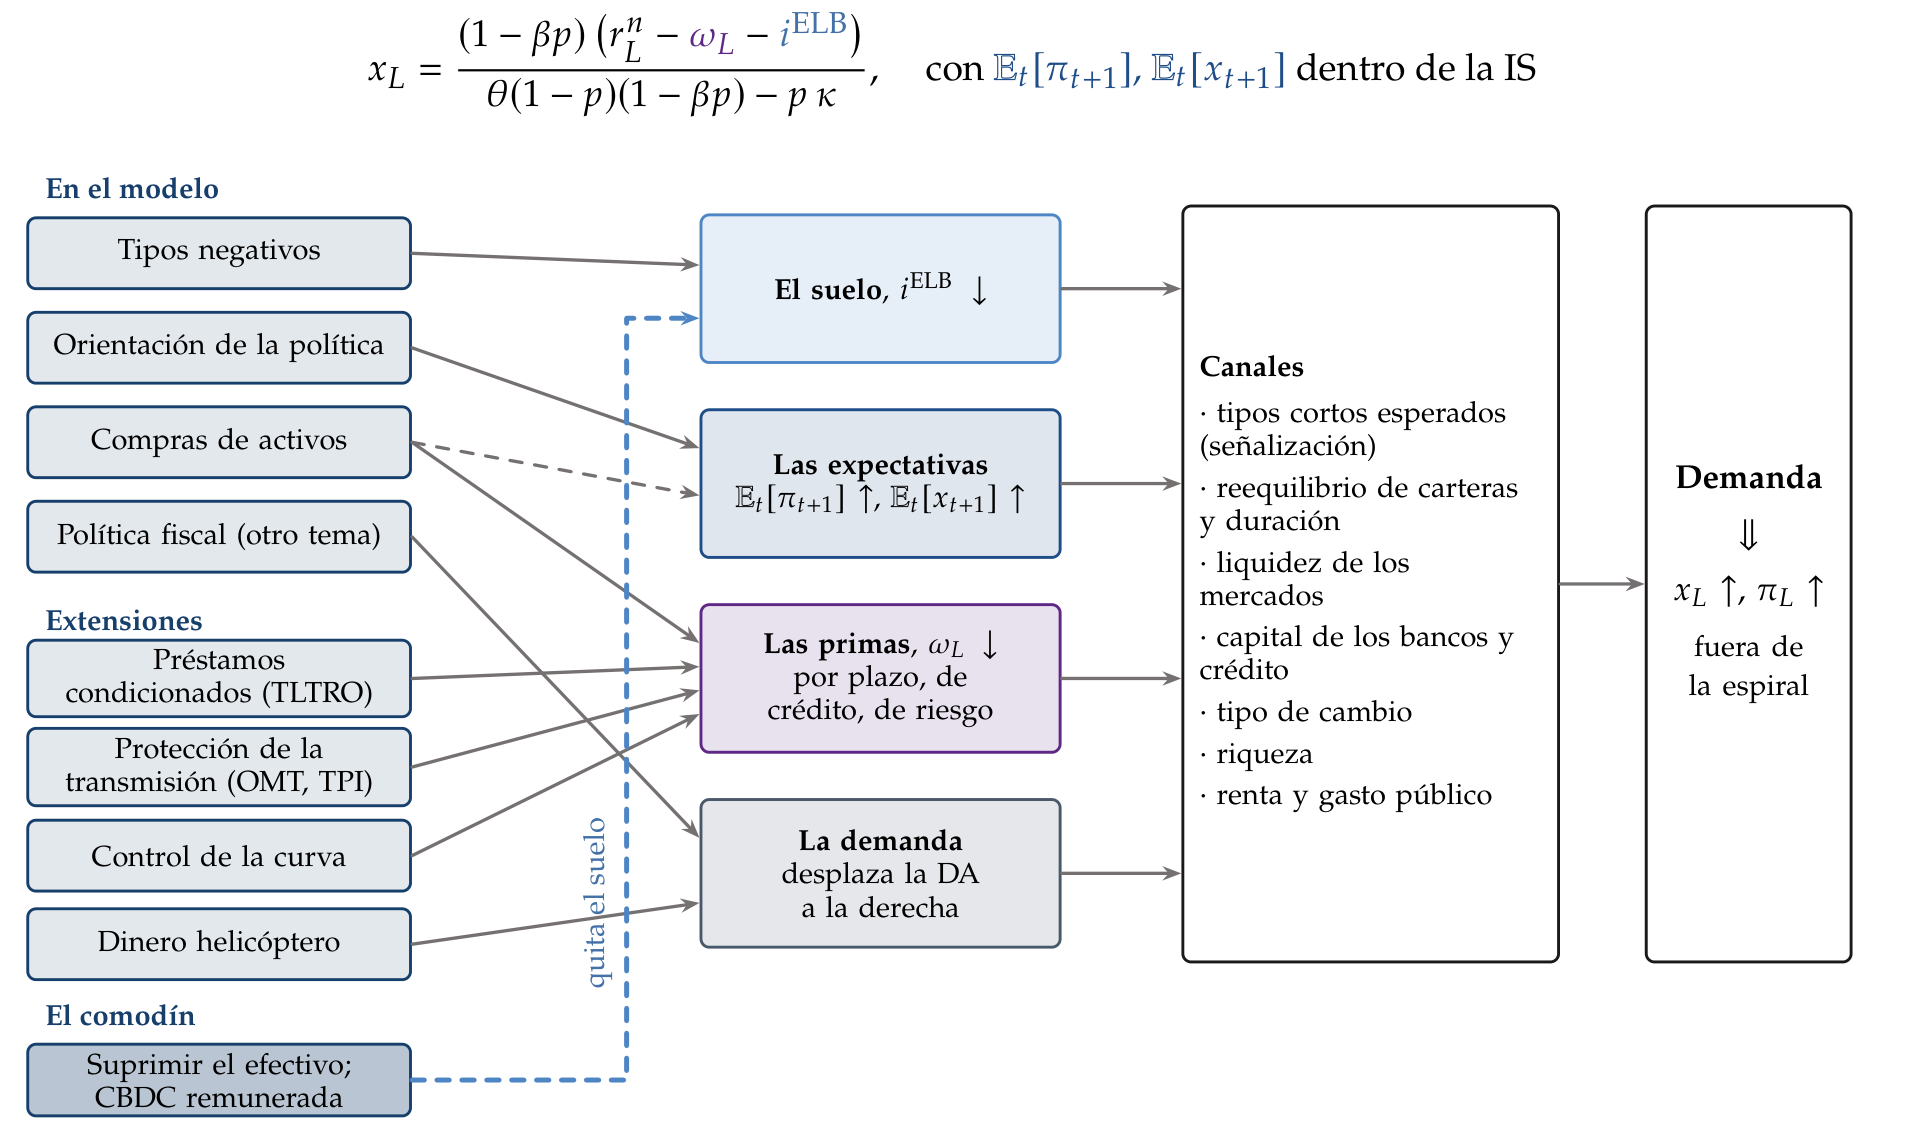 x_L = (1 − βp) (r_L^n − ω_L − i^ELB) / θ(1 − p)(1 − βp) − p κ, con 𝔼_t[π_{t+1}], 𝔼_t[x_{t+1}] dentro de la IS
En el modelo
Tipos negativos
Orientación de la política
Compras de activos
Política fiscal (otro tema)
Extensiones
Préstamos
condicionados (TLTRO)
Protección de la
transmisión (OMT, TPI)
Control de la curva
Dinero helicóptero
El comodín
Suprimir el efectivo;
CBDC remunerada
quita el suelo
El suelo, i^ELB ↓
Las expectativas
𝔼_t[π_{t+1}] ↑, 𝔼_t[x_{t+1}] ↑
Las primas, ω_L ↓
por plazo, de
crédito, de riesgo
La demanda
desplaza la DA
a la derecha
Canales
· tipos cortos esperados
(señalización)
· reequilibrio de carteras
y duración
· liquidez de los
mercados
· capital de los bancos y
crédito
· tipo de cambio
· riqueza
· renta y gasto público
Demanda
⇓
x_L ↑, π_L ↑
fuera de
la espiral